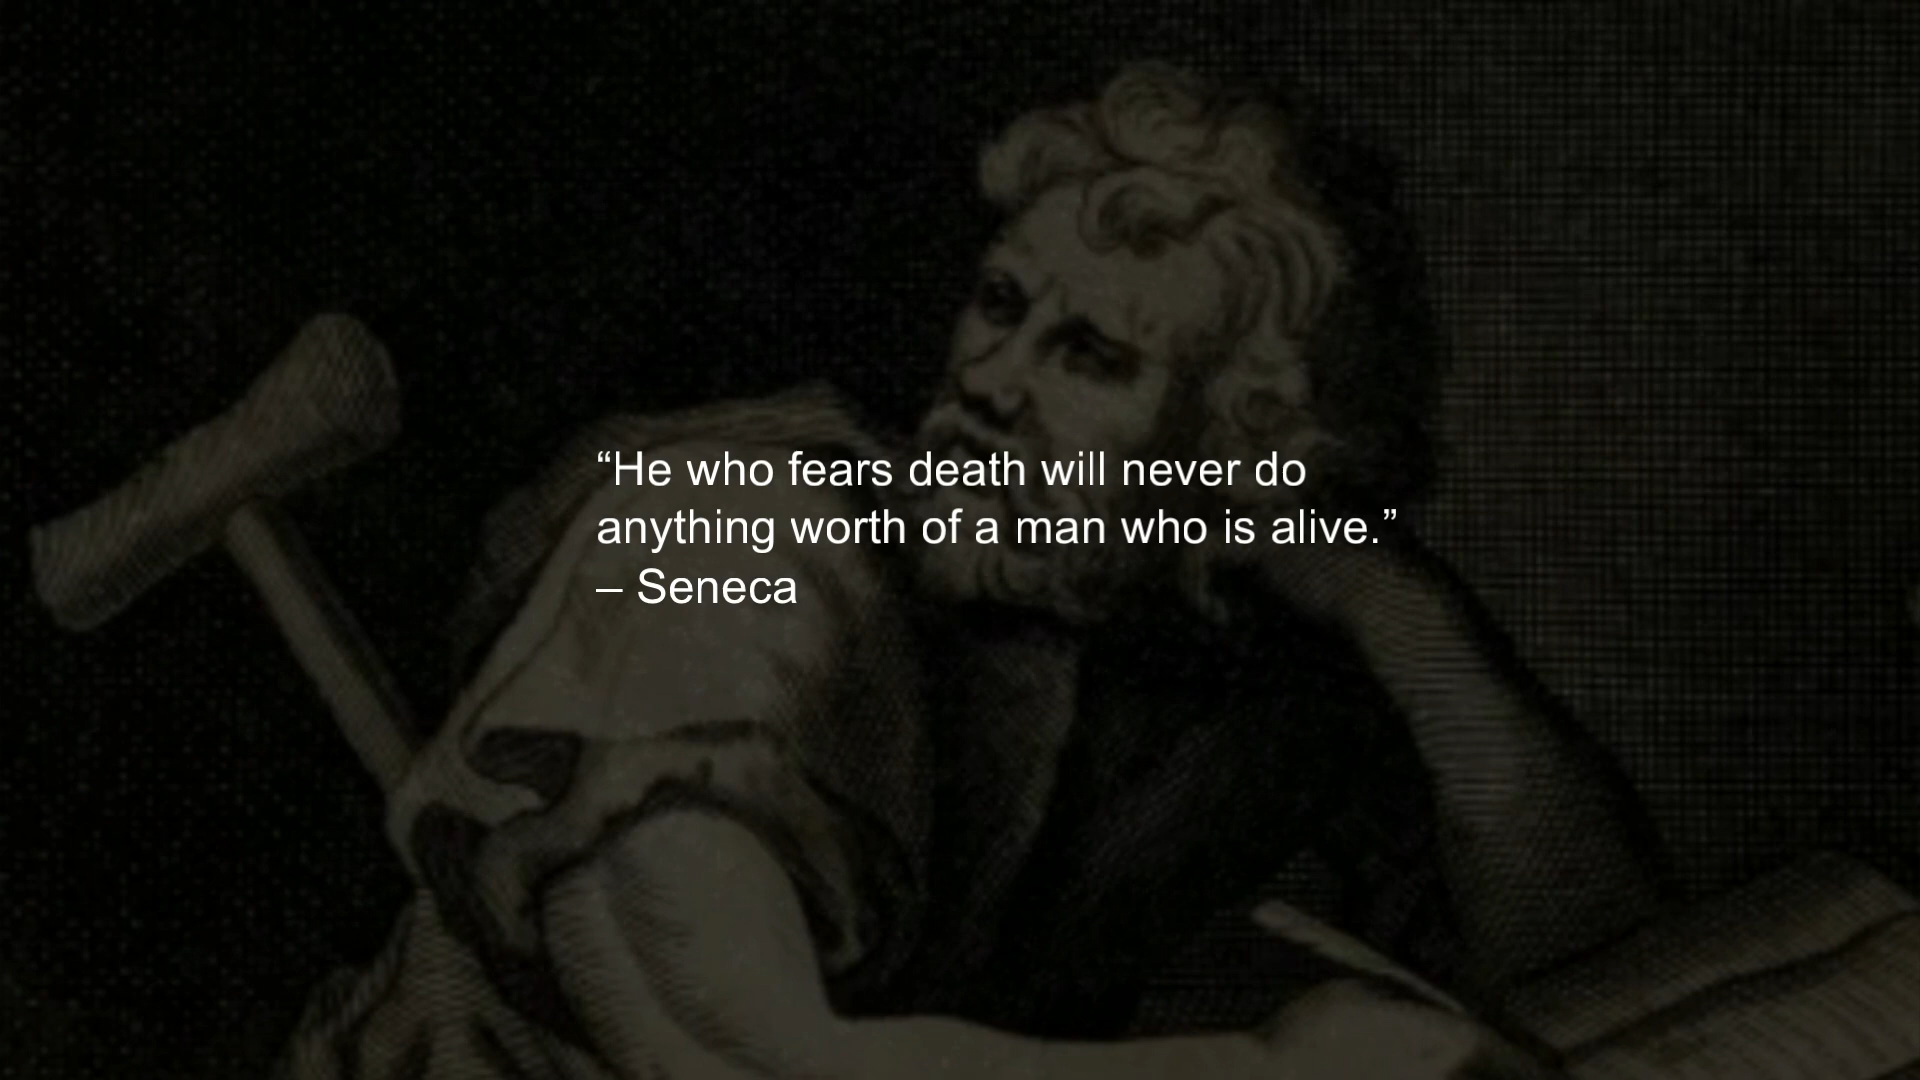 “He who fears death will never do
anything worth of a man who is alive.”
– Seneca